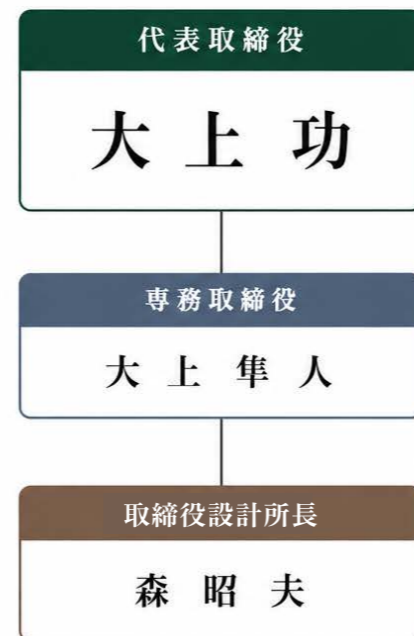 代表取締役
大上 功
専務取締役
大上 隼人
取締役設計所長
森 昭夫